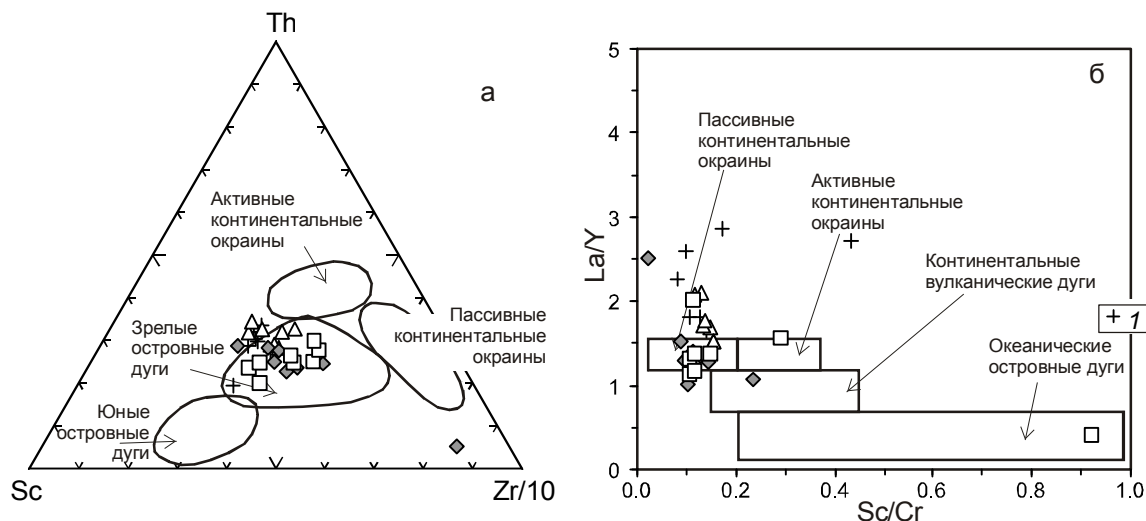 Th
а
Активные
континентальные
окраины
Зрелые
островные
дуги
Пассивные
континентальные
окраины
Юные
островные
дуги
Sc
Zr/10
б
5
4
3
2
1
0
La/Y
Пассивные
континентальные
окраины
Активные
континентальные
окраины
Континентальные
вулканические дуги
Океанические
островные дуги
0.0
0.2
0.4
0.6
0.8
1.0
Sc/Cr
1